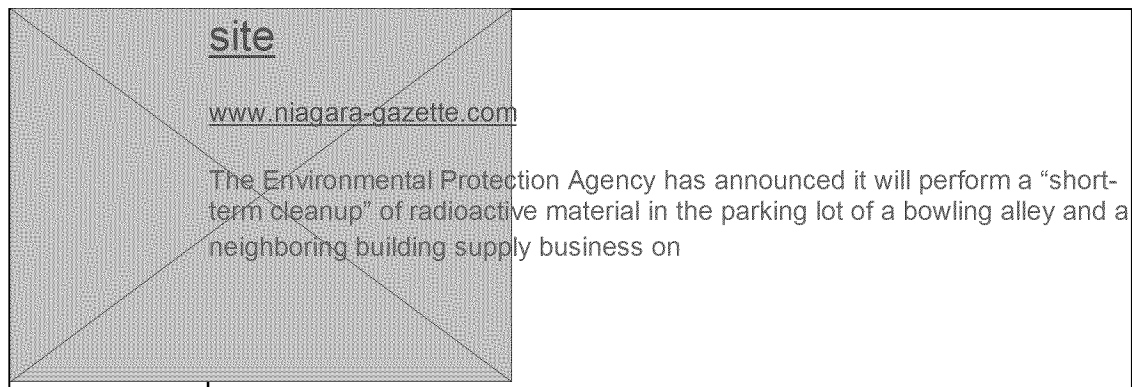 site
www.niagara-gazette.com
The Environmental Protection Agency has announced it will perform a “short-
term cleanup” of radioactive material in the parking lot of a bowling alley and a
neighboring building supply business on